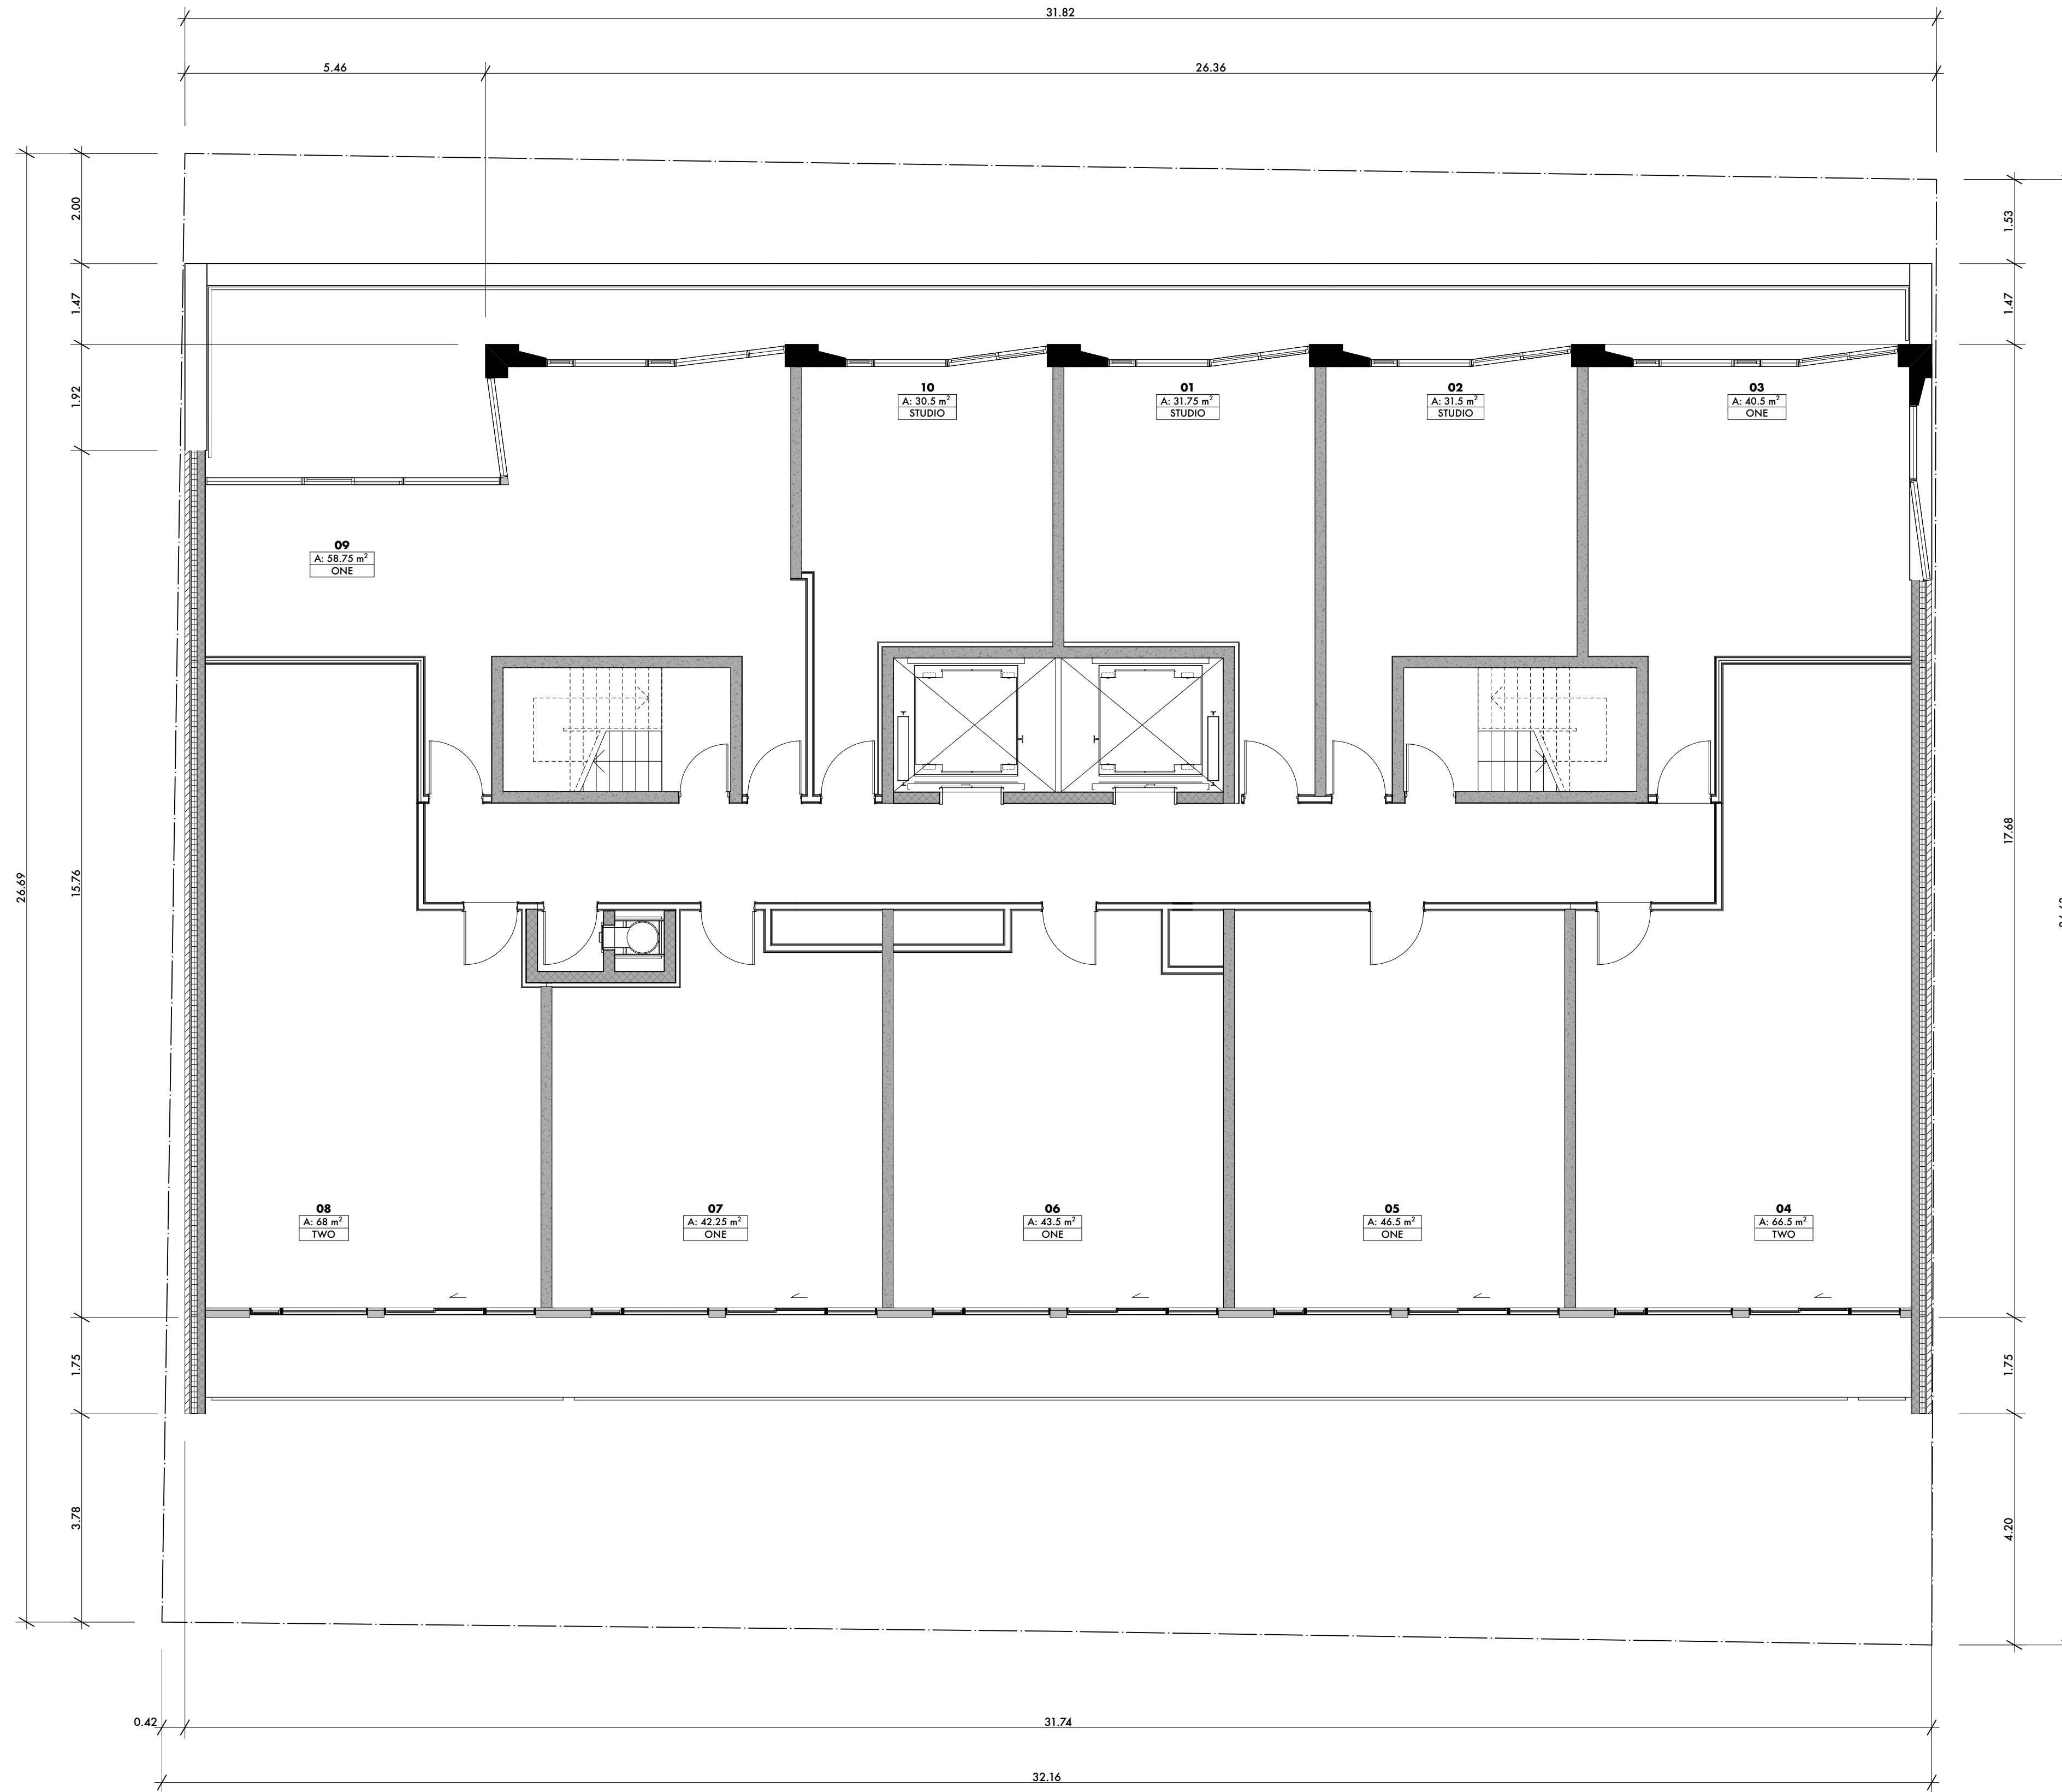 31.82
5.46
26.36
2.00
1.53
1.47
1.47
1.92
10
A: 30.5 m²
STUDIO
01
A: 31.75 m²
STUDIO
02
A: 31.5 m²
STUDIO
03
A: 40.5 m²
ONE
09
A: 58.75 m²
ONE
26.69
15.76
17.68
08
A: 68 m²
TWO
07
A: 42.25 m²
ONE
06
A: 43.5 m²
ONE
05
A: 46.5 m²
ONE
04
A: 66.5 m²
TWO
1.75
1.75
3.78
4.20
0.42
31.74
32.16